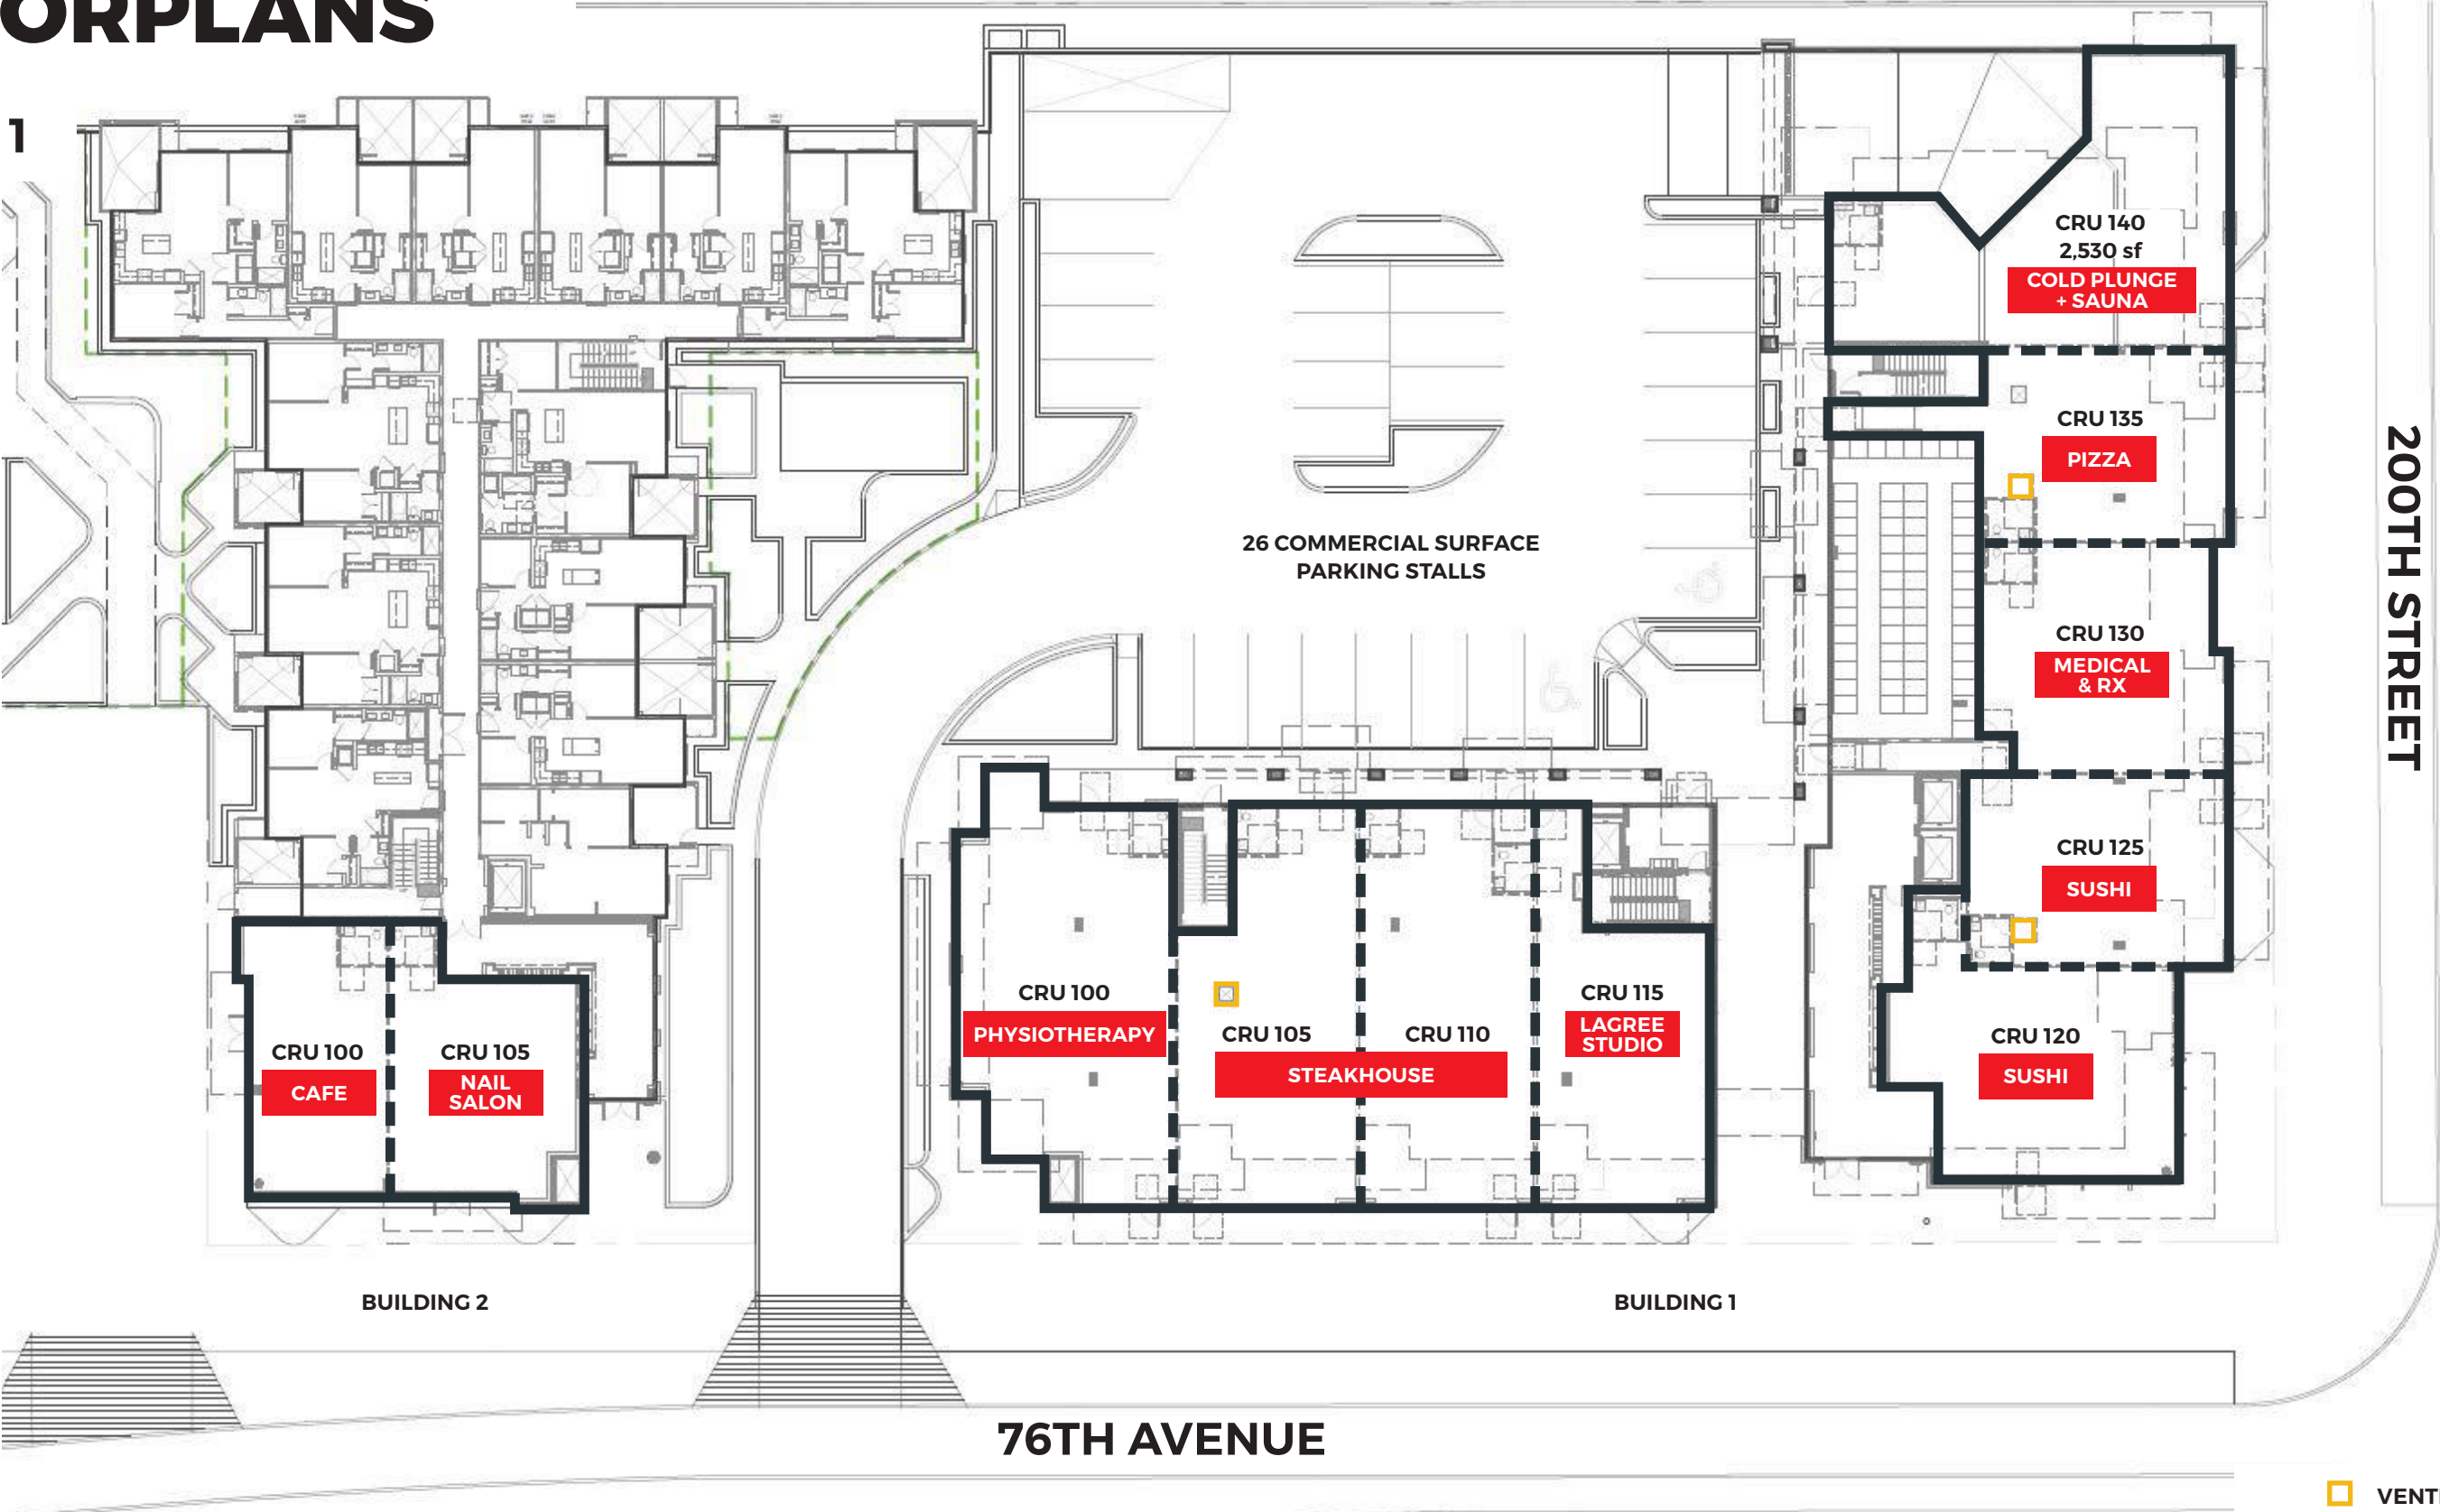 ORPLANS
1
CRU 140
2,530 sf
COLD PLUNGE
+ SAUNA
CRU 135
PIZZA
200TH STREET
26 COMMERCIAL SURFACE
PARKING STALLS
CRU 130
MEDICAL
& RX
CRU 125
SUSHI
CRU 100
PHYSIOTHERAPY
CRU 105
CRU 110
STEAKHOUSE
CRU 115
LAGREE
STUDIO
CRU 120
SUSHI
CRU 100
CAFE
CRU 105
NAIL
SALON
BUILDING 2
BUILDING 1
76TH AVENUE
VENT